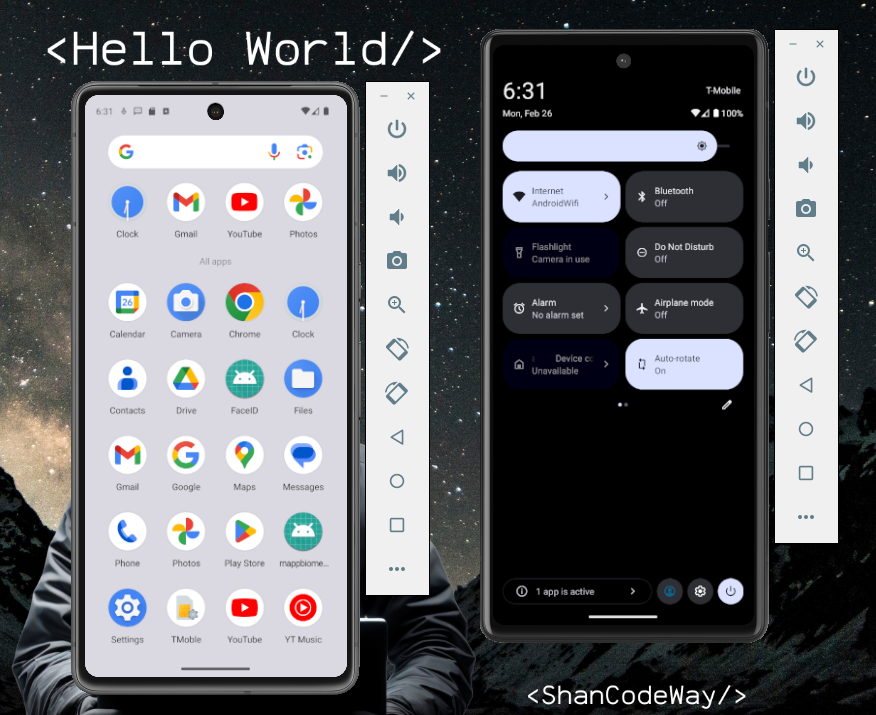 <Hello World/>
6:31
Clock Gmail YouTube Photos
All apps
26
Calendar Camera Chrome Clock
Contacts Drive FaceID Files
Gmail Google Maps Messages
Phone Photos Play Store mappbiome...
Settings TMoble YouTube YT Music
6:31 T-Mobile
Mon, Feb 26 100%
Internet
AndroidWifi
Bluetooth
Off
Flashlight
Camera in use
Do Not Disturb
Off
Alarm
No alarm set
Airplane mode
Off
Device co
Unavailable
Auto-rotate
On
1 app is active
<ShanCodeWay/>